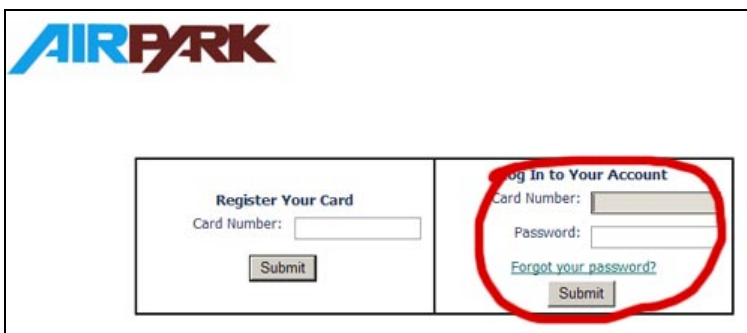 AIRPARK
Register Your Card
Card Number:
Submit
Log In to Your Account
Card Number:
Password:
Forgot your password?
Submit